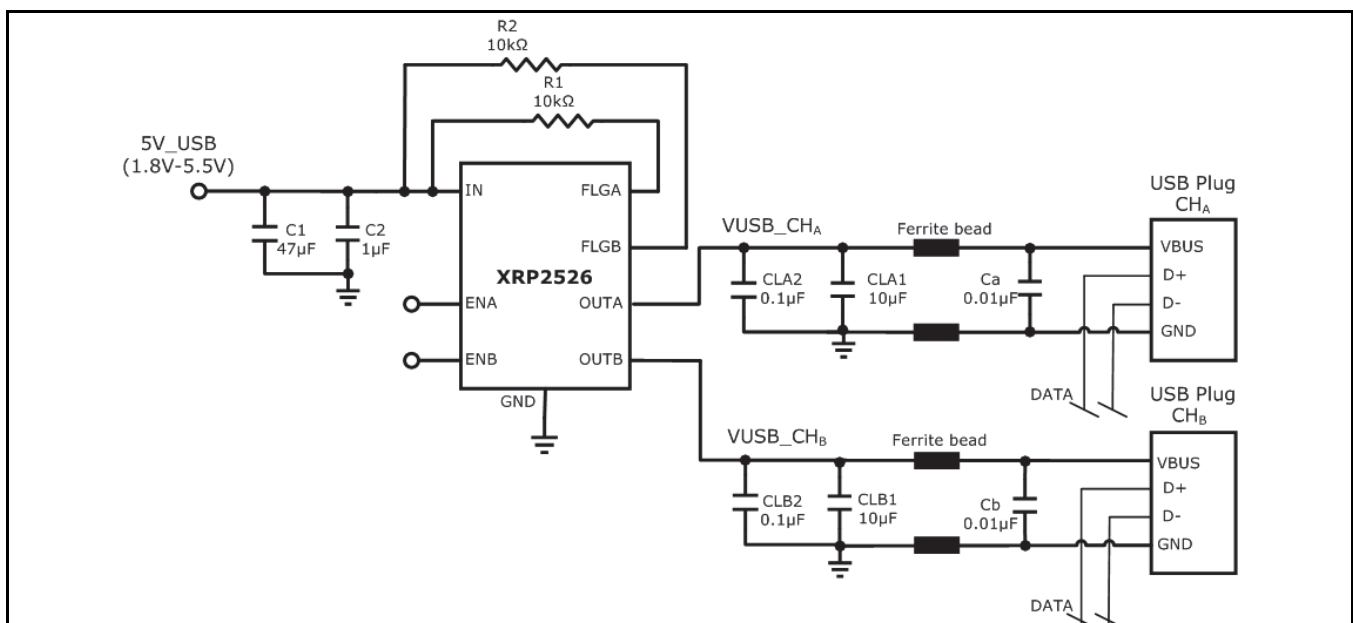 R2
10kΩ
R1
10kΩ
5V_USB
(1.8V-5.5V)
IN
FLGA
C1
47µF
C2
1µF
FLGB
XRP2526
ENA
OUTA
ENB
OUTB
GND
VUSB_CHA
Ferrite bead
CLA2
0.1µF
CLA1
10µF
Ca
0.01µF
USB Plug
CHA
VBUS
D+
D-
GND
DATA
VUSB_CHB
Ferrite bead
CLB2
0.1µF
CLB1
10µF
Cb
0.01µF
USB Plug
CHB
VBUS
D+
D-
GND
DATA